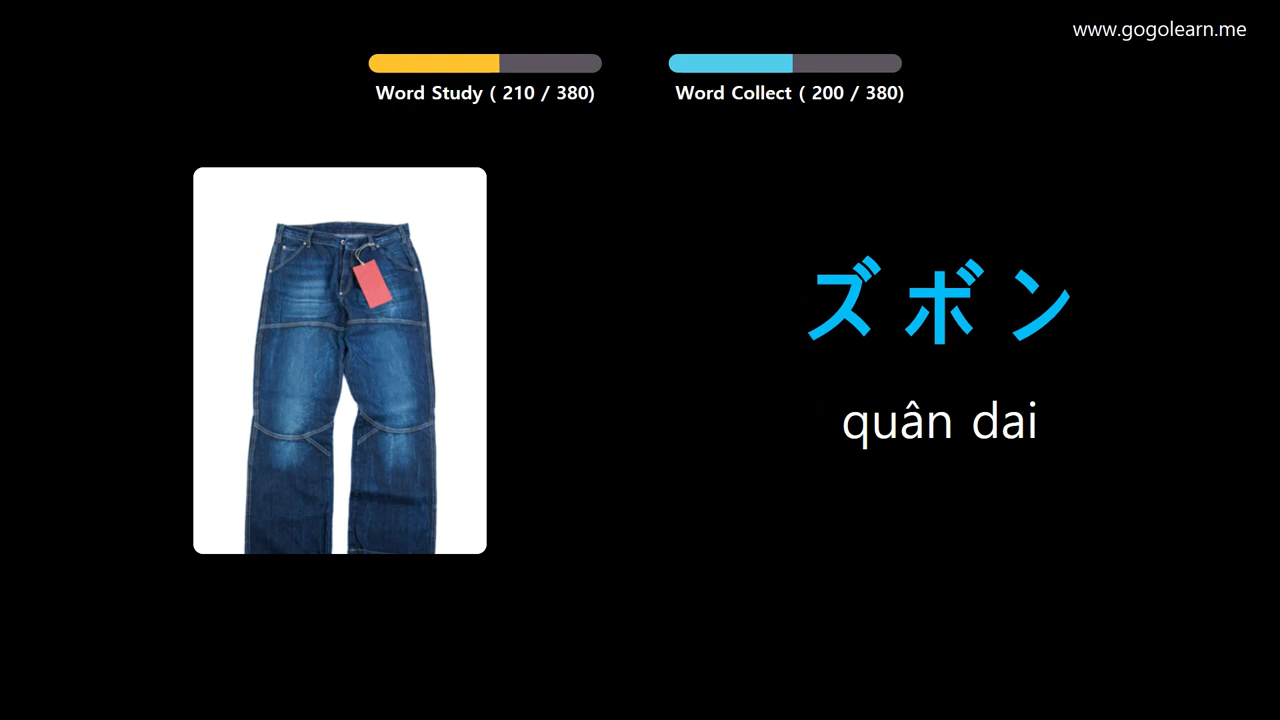 www.gogolearn.me
Word Study ( 210 / 380)
Word Collect ( 200 / 380)
ズボン
quân dai